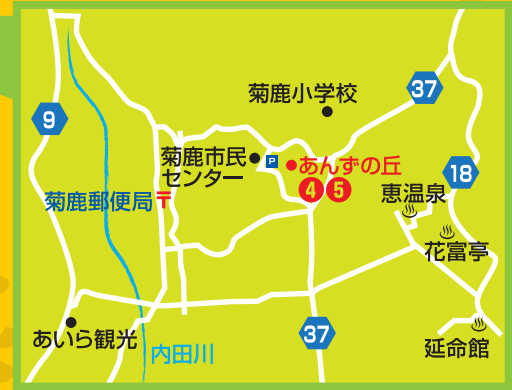 9
37
菊鹿小学校
菊鹿市民
センター
P
あんずの丘
4 5
18
恵温泉
菊鹿郵便局〒
花富亭
あいら観光
内田川
37
延命館